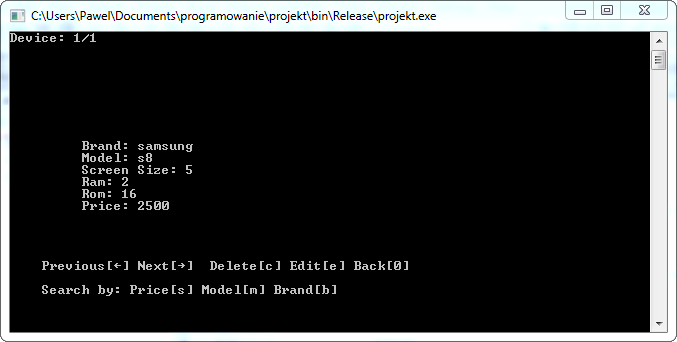 C:\Users\Pawel\Documents\programowanie\projekt\bin\Release\projekt.exe
Device: 1/1
Brand: samsung
Model: s8
Screen Size: 5
Ram: 2
Rom: 16
Price: 2500
Previous[←] Next[→]  Delete[c] Edit[e] Back[0]
Search by: Price[s] Model[m] Brand[b]